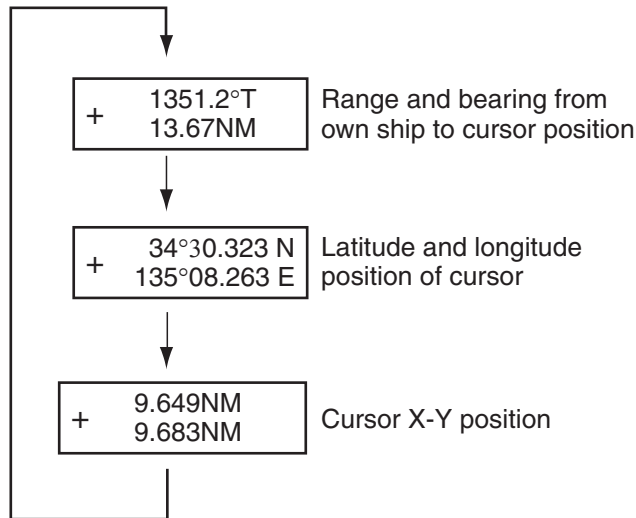 + 1351.2°T
13.67NM
Range and bearing from
own ship to cursor position
+ 34°30.323 N
135°08.263 E
Latitude and longitude
position of cursor
+ 9.649NM
9.683NM
Cursor X-Y position